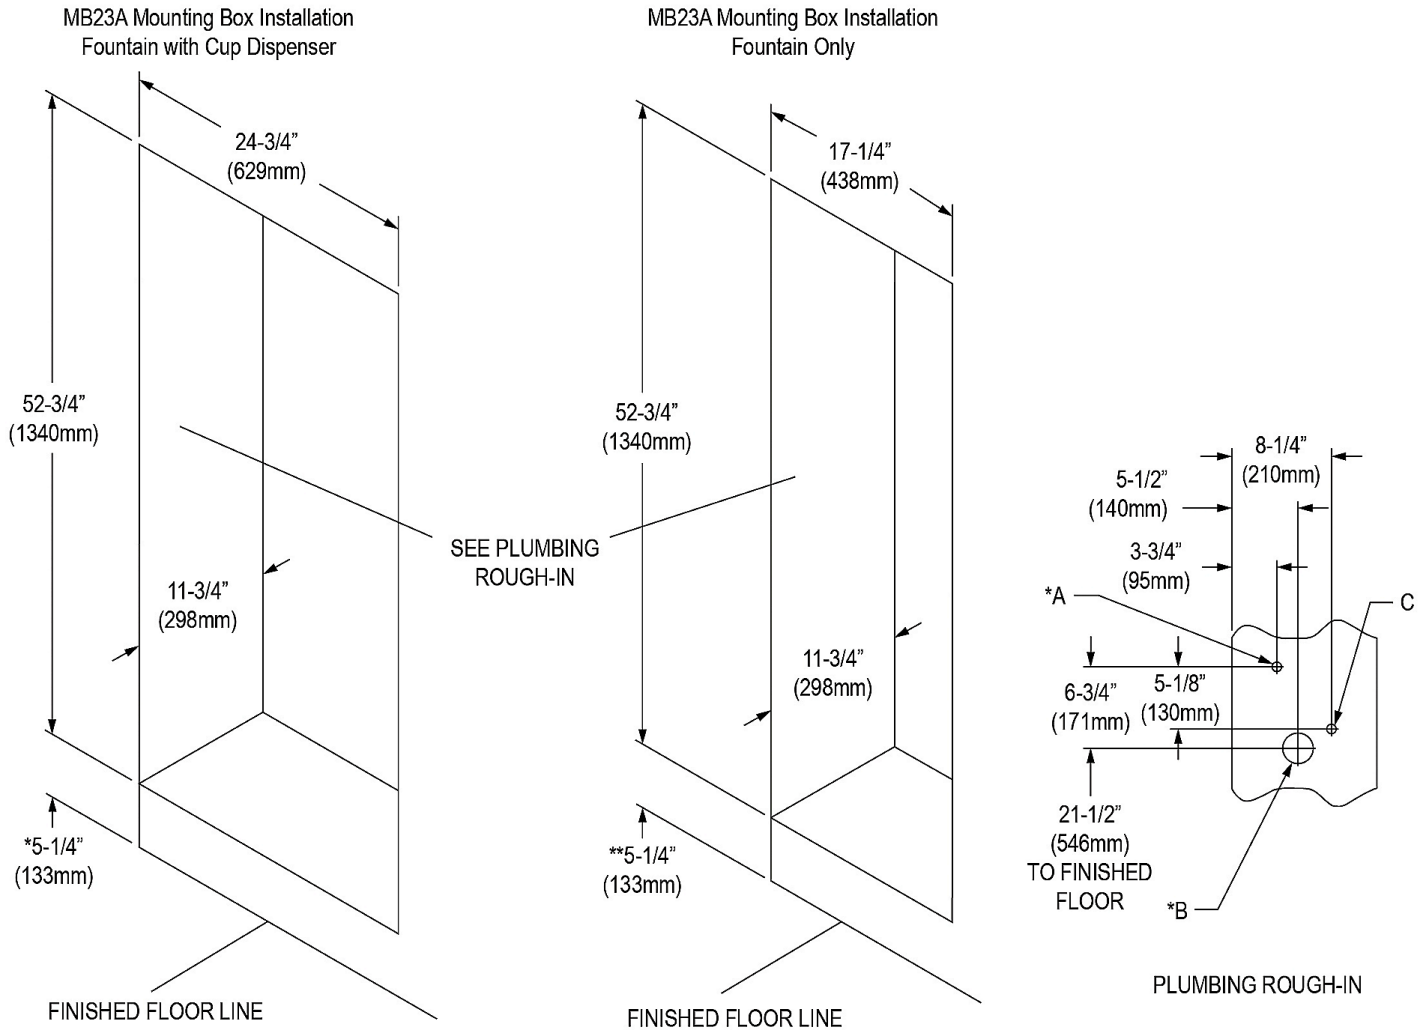 MB23A Mounting Box Installation
Fountain with Cup Dispenser
24-3/4”
(629mm)
52-3/4”
(1340mm)
11-3/4”
(298mm)
*5-1/4”
(133mm)
FINISHED FLOOR LINE
SEE PLUMBING
ROUGH-IN
MB23A Mounting Box Installation
Fountain Only
17-1/4”
(438mm)
52-3/4”
(1340mm)
11-3/4”
(298mm)
**5-1/4”
(133mm)
FINISHED FLOOR LINE
8-1/4”
(210mm)
5-1/2”
(140mm)
3-3/4”
(95mm)
*A
C
6-3/4”
(171mm)
5-1/8”
(130mm)
21-1/2”
(546mm)
TO FINISHED
FLOOR
*B
PLUMBING ROUGH-IN